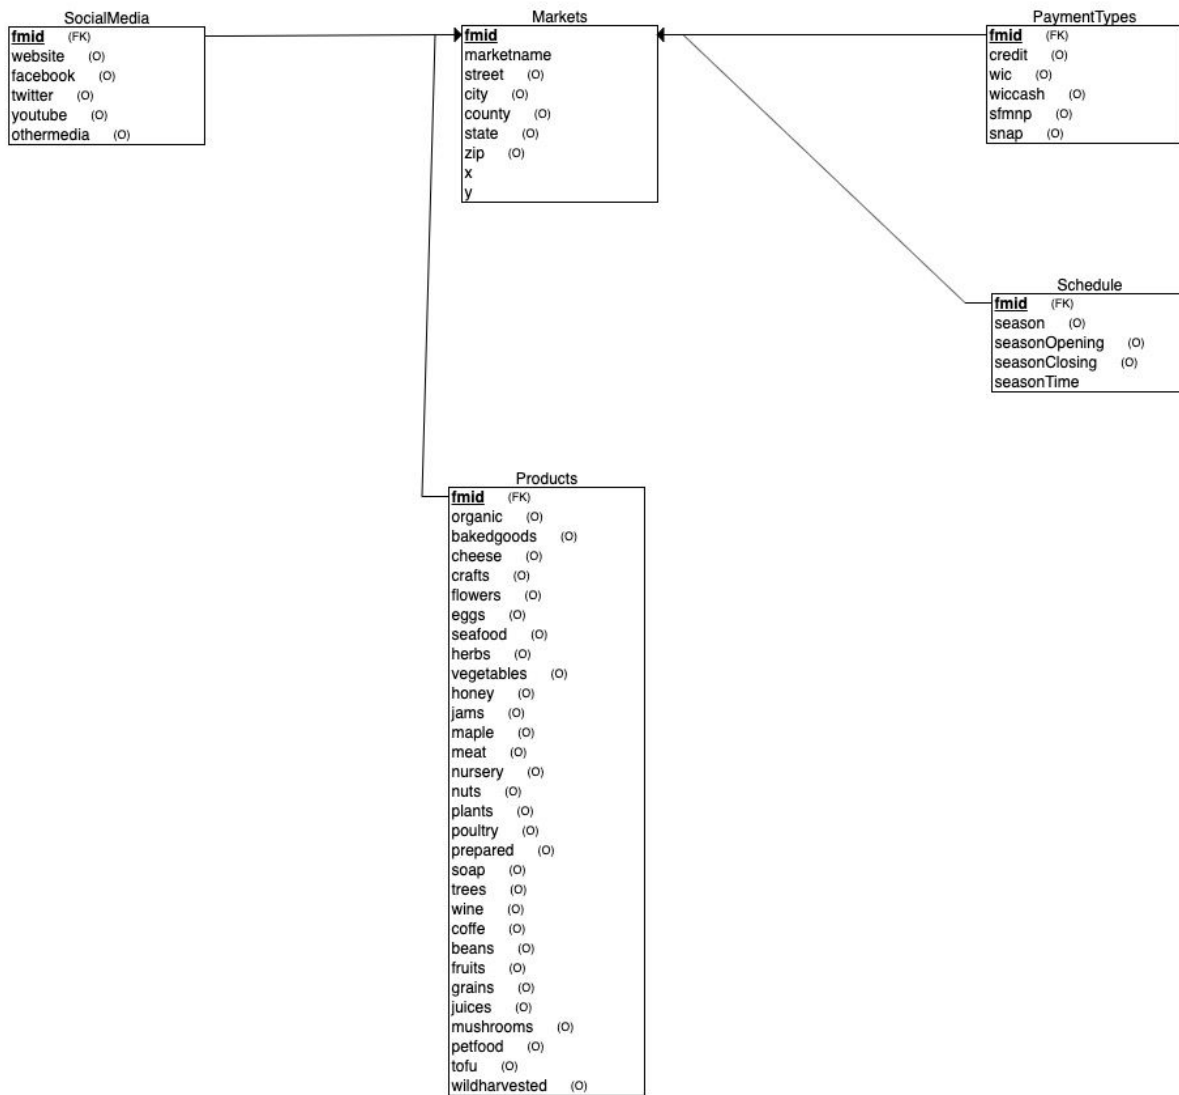 SocialMedia
fmid (FK)
website (O)
facebook (O)
twitter (O)
youtube (O)
othermedia (O)
Markets
fmid
marketname
street (O)
city (O)
county (O)
state (O)
zip (O)
x
y
PaymentTypes
fmid (FK)
credit (O)
wic (O)
wiccash (O)
sfmnp (O)
snap (O)
Schedule
fmid (FK)
season (O)
seasonOpening (O)
seasonClosing (O)
seasonTime
Products
fmid (FK)
organic (O)
bakedgoods (O)
cheese (O)
crafts (O)
flowers (O)
eggs (O)
seafood (O)
herbs (O)
vegetables (O)
honey (O)
jams (O)
maple (O)
meat (O)
nursery (O)
nuts (O)
plants (O)
poultry (O)
prepared (O)
soap (O)
trees (O)
wine (O)
coffe (O)
beans (O)
fruits (O)
grains (O)
juices (O)
mushrooms (O)
petfood (O)
tofu (O)
wildharvested (O)